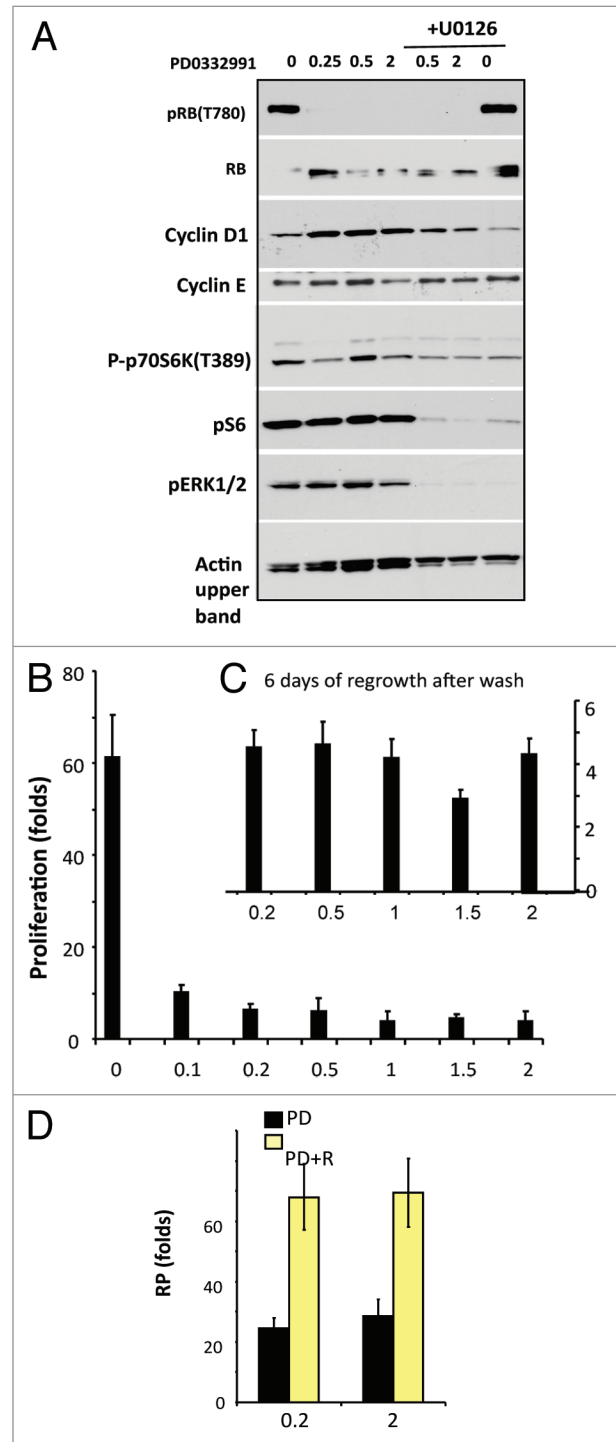 A
+U0126
PD0332991 0 0.25 0.5 2 0.5 2 0
pRB(T780)
RB
Cyclin D1
Cyclin E
P-p70S6K(T389)
pS6
pERK1/2
Actin
upper
band
B
C 6 days of regrowth after wash
Proliferation (folds)
80
60
40
20
0
0 0.1 0.2 0.5 1 1.5 2
6
4
2
0
0.2 0.5 1 1.5 2
D
PD
PD+R
RP (folds)
60
40
20
0
0.2 2